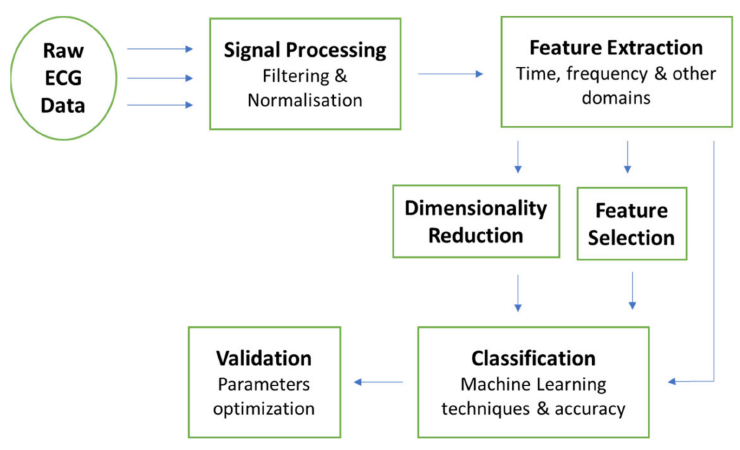 Raw
ECG
Data
Signal Processing
Filtering &
Normalisation
Feature Extraction
Time, frequency & other
domains
Dimensionality
Reduction
Feature
Selection
Validation
Parameters
optimization
Classification
Machine Learning
techniques & accuracy